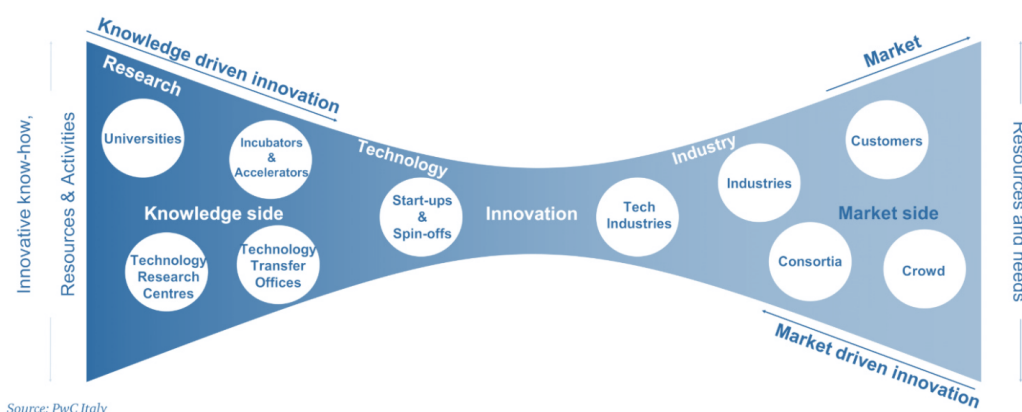 Knowledge driven innovation
Market
Research
Technology
Industry
Innovative know-how,
Resources & Activities
Universities
Incubators
&
Accelerators
Knowledge side
Technology
Research
Centres
Technology
Transfer
Offices
Start-ups
&
Spin-offs
Innovation
Tech
Industries
Industries
Customers
Market side
Consortia
Crowd
Resources and needs
Market driven innovation
Source: PwC Italy